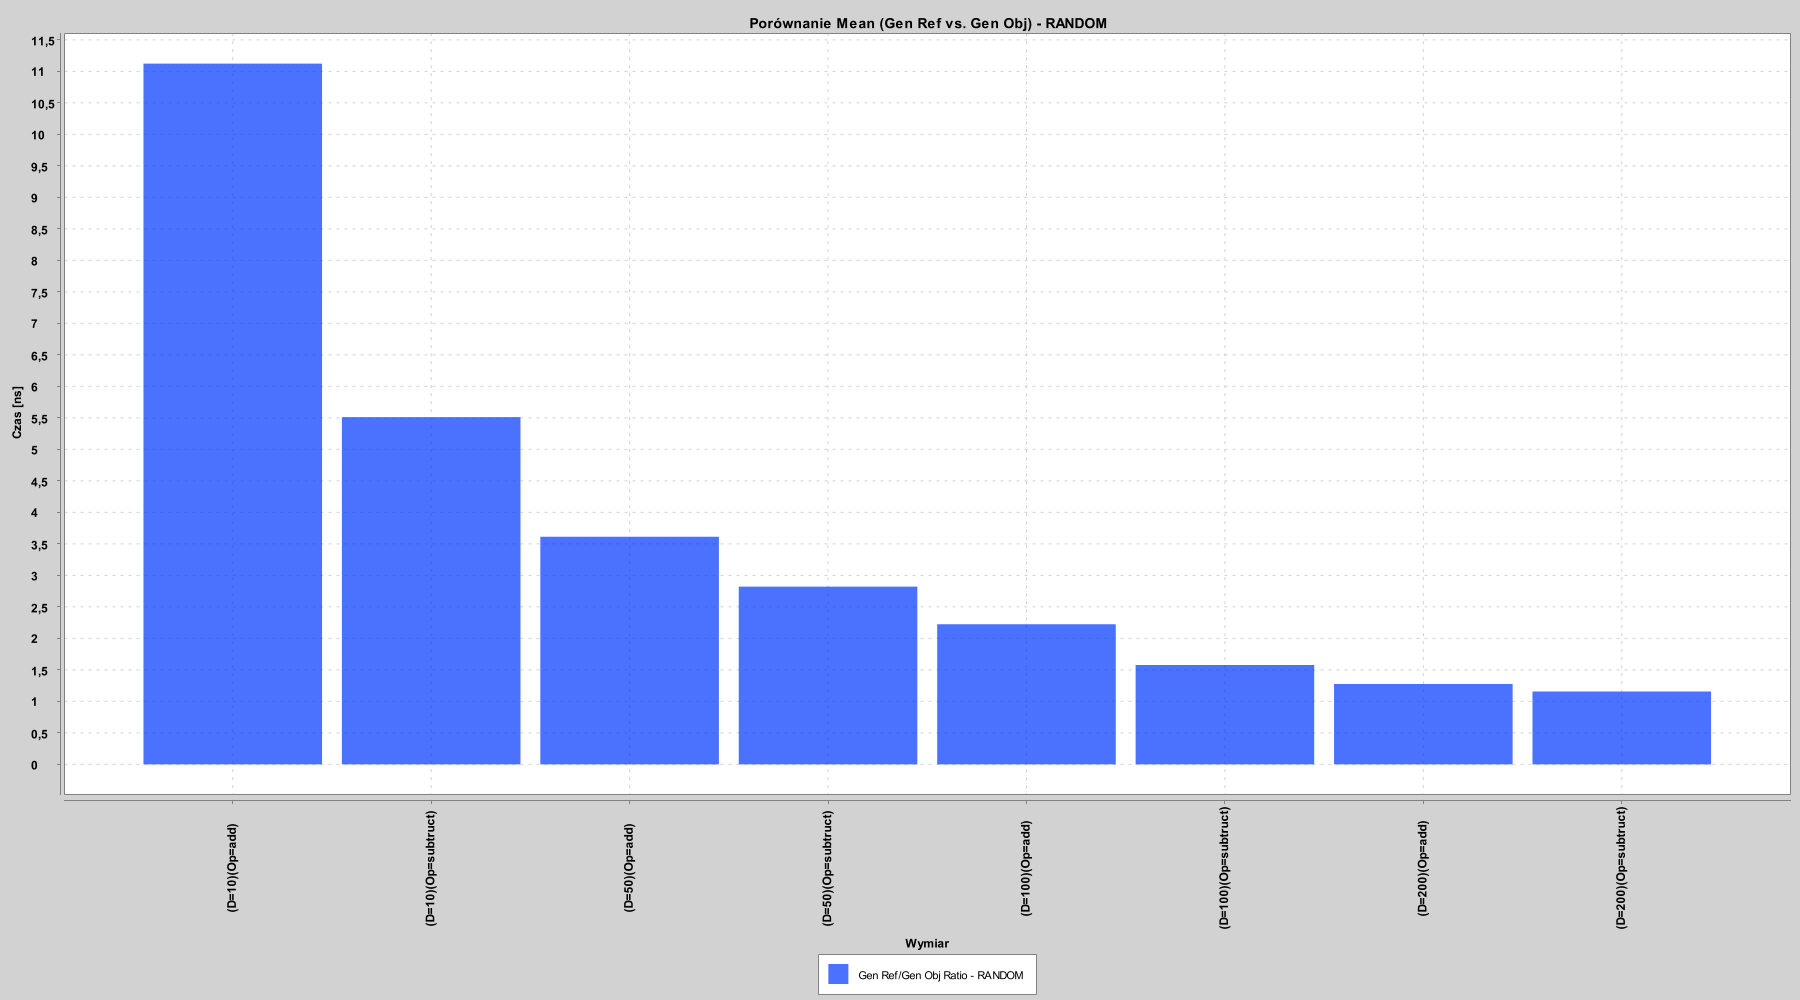 Porównanie Mean (Gen Ref vs. Gen Obj) - RANDOM
11,5
11
10,5
10
9,5
9
8,5
8
7,5
7
6,5
6
5,5
5
4,5
4
3,5
3
2,5
2
1,5
1
0,5
0
Czas [ns]
(D=10)(Op=add)
(D=10)(Op=subtruct)
(D=50)(Op=add)
(D=50)(Op=subtruct)
(D=100)(Op=add)
(D=100)(Op=subtruct)
(D=200)(Op=add)
(D=200)(Op=subtruct)
Wymiar
Gen Ref/Gen Obj Ratio - RANDOM